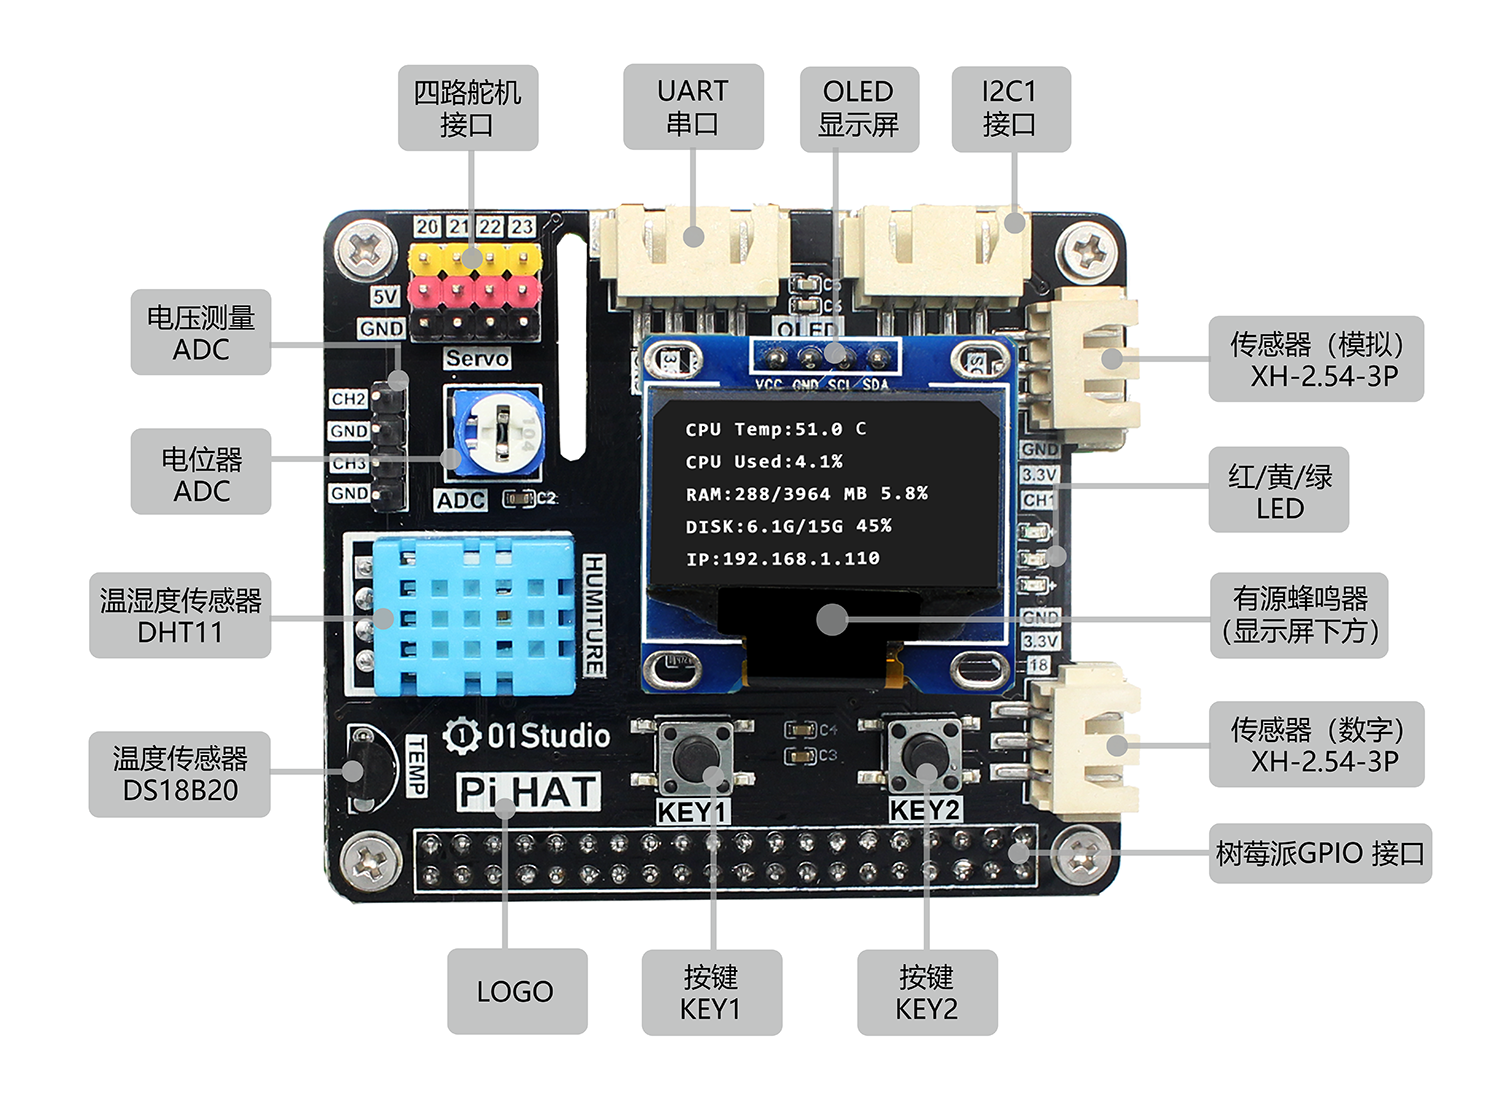 四路舵机
接口
UART
串口
OLED
显示屏
I2C1
接口
电压测量
ADC
电位器
ADC
温湿度传感器
DHT11
温度传感器
DS18B20
20 21 22 23
5V
GND
Servo
CH2
GND
CH3
GND
ADC
C2
HUMITURE
TEMP
1
01Studio
Pi HAT
104
OLED
VCC GND SCL SDA
CPU Temp:51.0 C
CPU Used:4.1%
RAM:288/3964 MB 5.8%
DISK:6.1G/15G 45%
IP:192.168.1.110
GND
3.3V
CH1
GND
3.3V
18
C4
C3
KEY1
KEY2
传感器（模拟）
XH-2.54-3P
红/黄/绿
LED
有源蜂鸣器
（显示屏下方）
传感器（数字）
XH-2.54-3P
树莓派GPIO 接口
LOGO
按键
KEY1
按键
KEY2